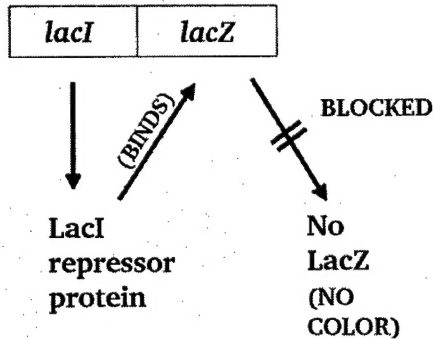 lacI lacZ
(BINDS)
BLOCKED
LacI
repressor
protein
No
LacZ
(NO
COLOR)